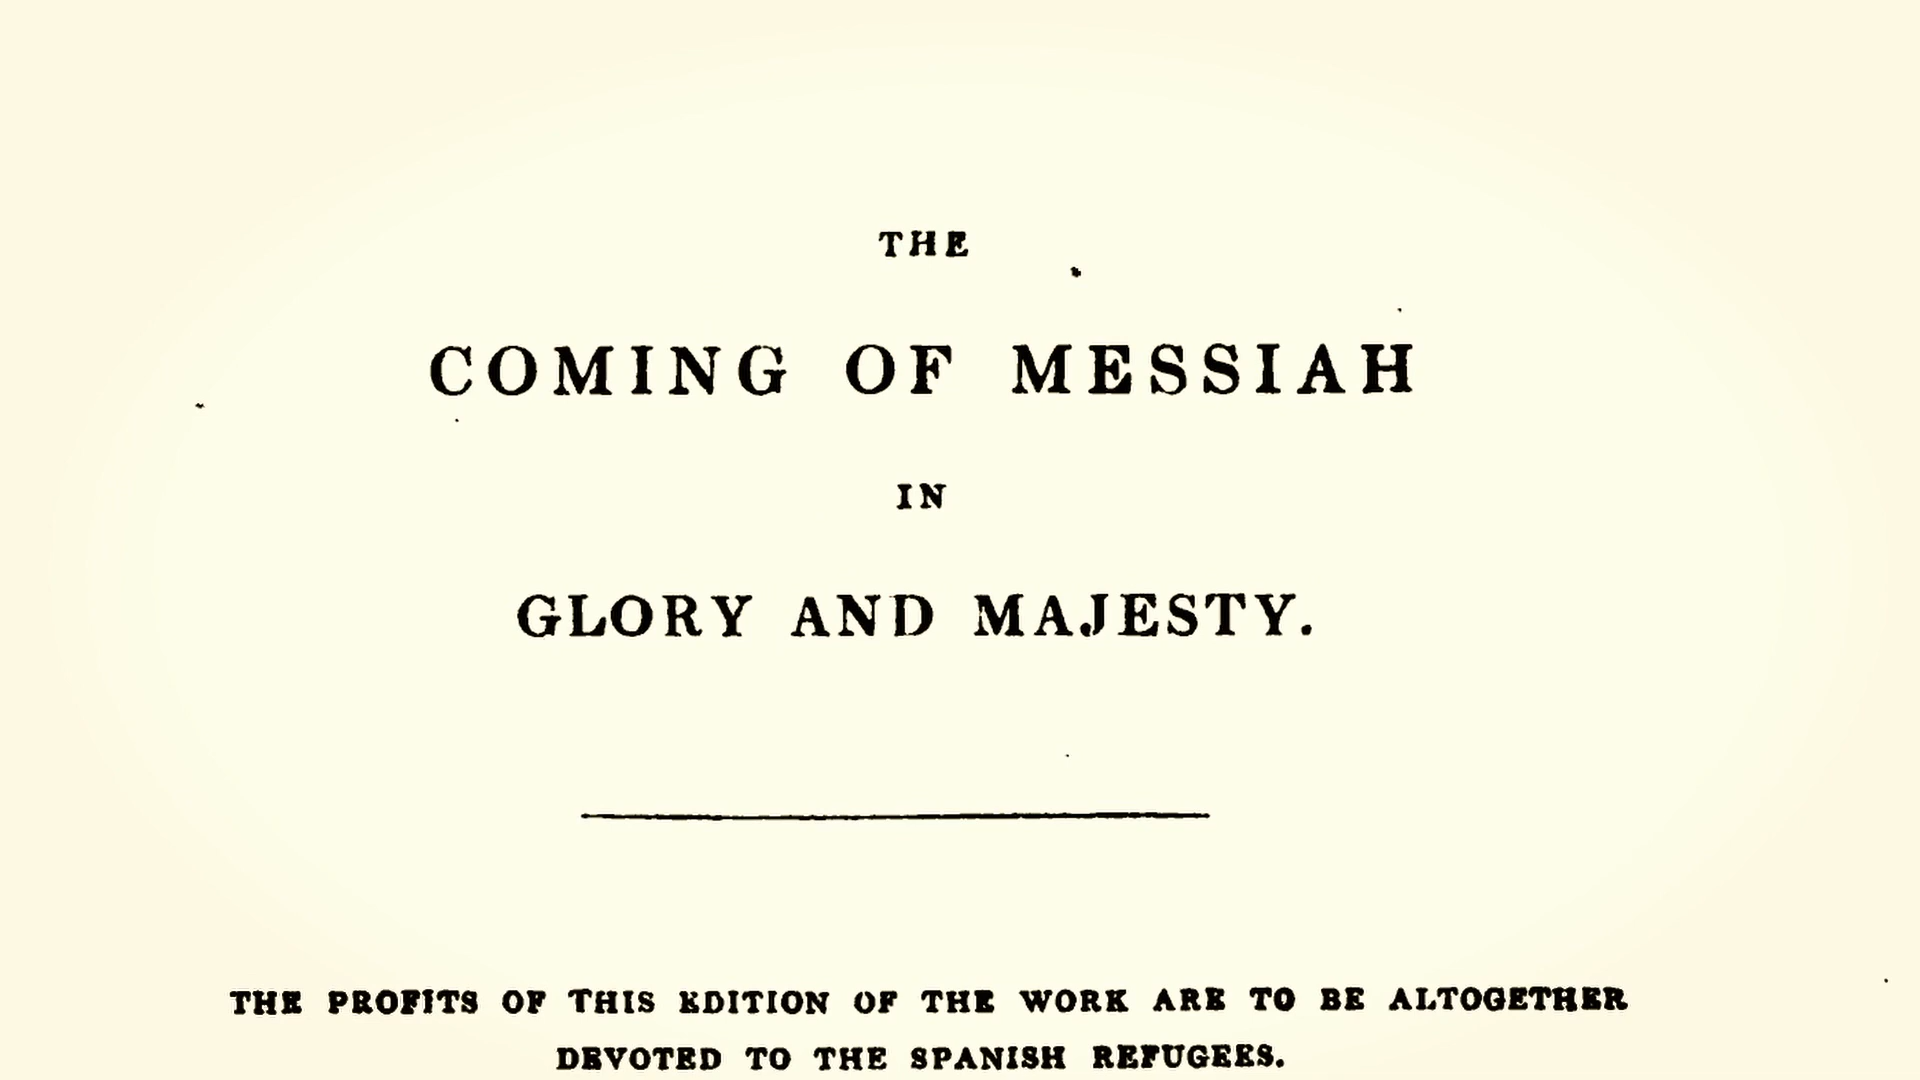 THE
COMING OF MESSIAH
IN
GLORY AND MAJESTY.
THE PROFITS OF THIS EDITION OF THE WORK ARE TO BE ALTOGETHER
DEVOTED TO THE SPANISH REFUGEES.